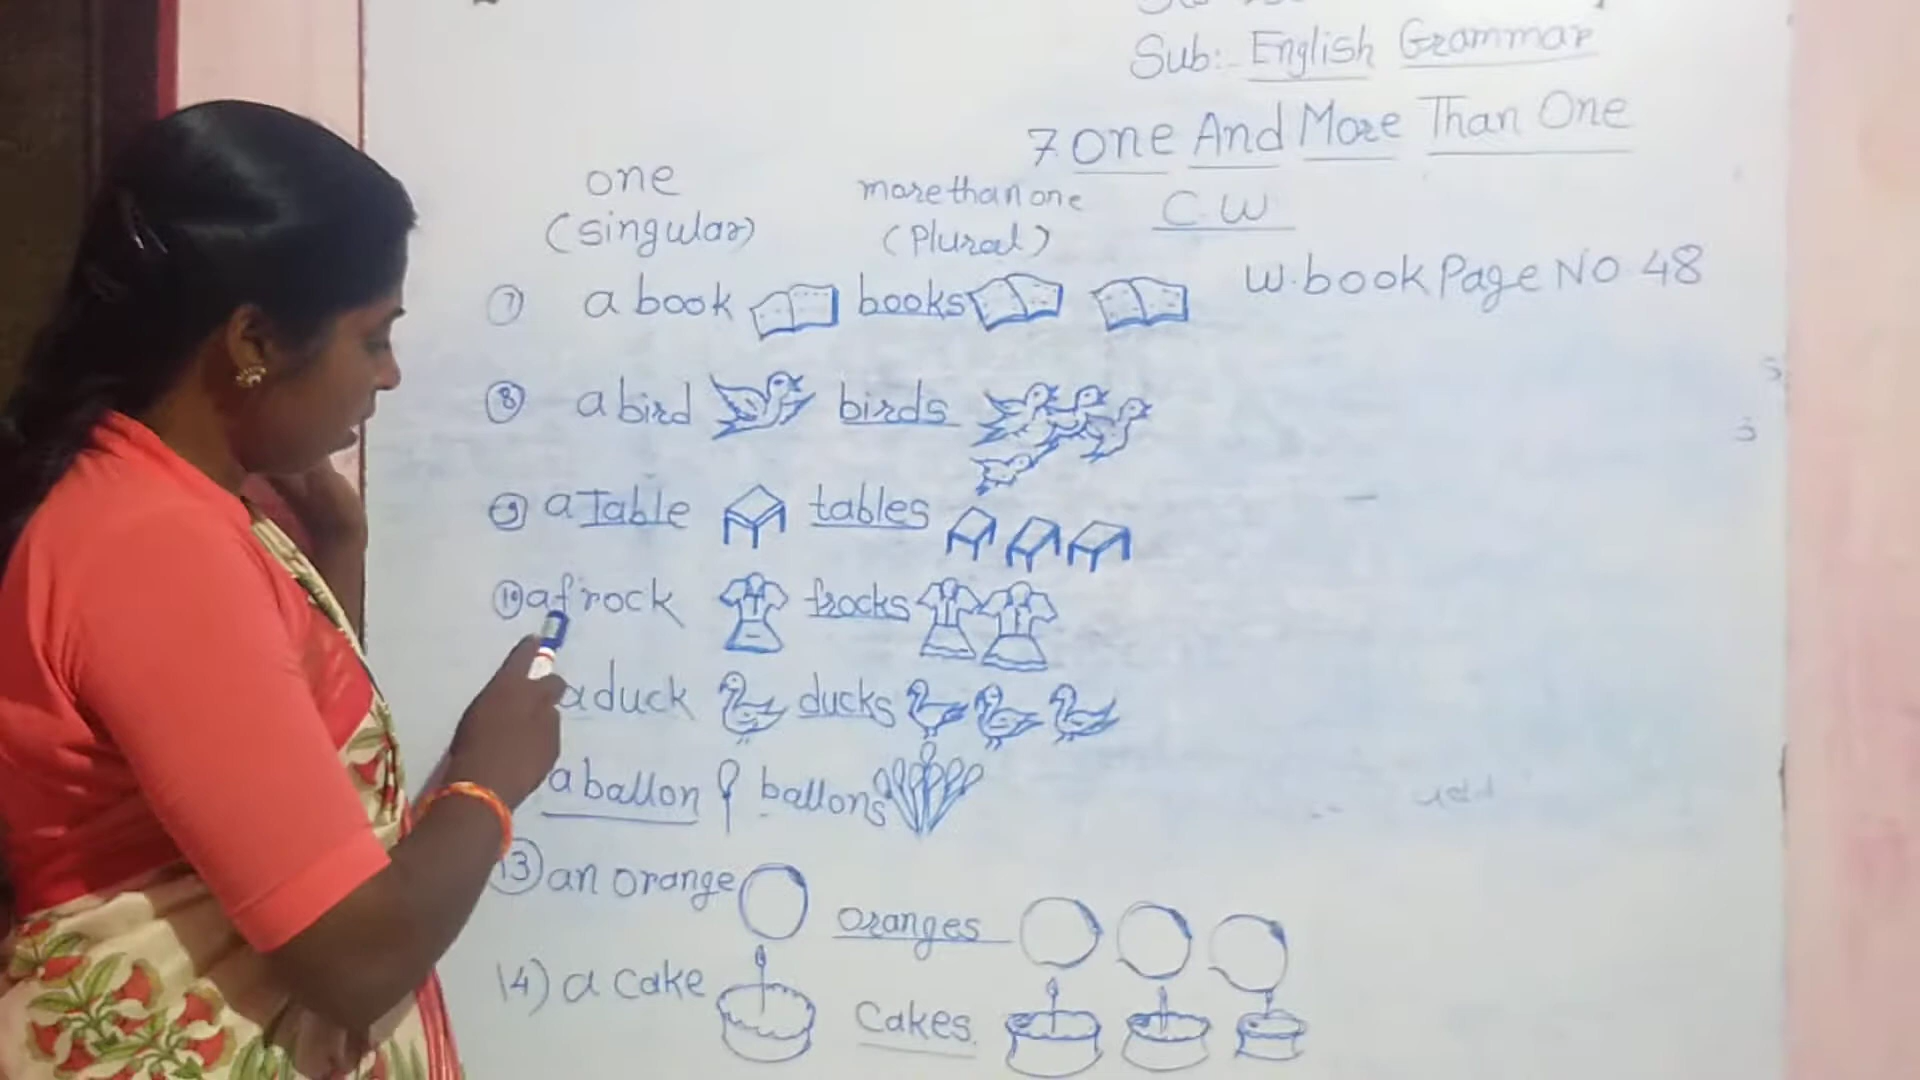 Sub:- English Grammar
7. One And More Than One
one
more than one
(singular)
(Plural)
C W
W. book Page No 48
7 a book books
8 a bird birds
9 a Table tables
10 a frock frocks
a duck ducks
a ballon ballons
13 an orange oranges
14) a cake Cakes